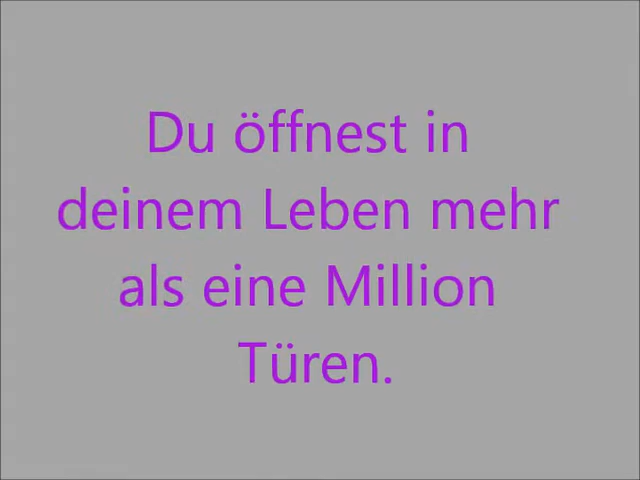 Du öffnest in
deinem Leben mehr
als eine Million
Türen.